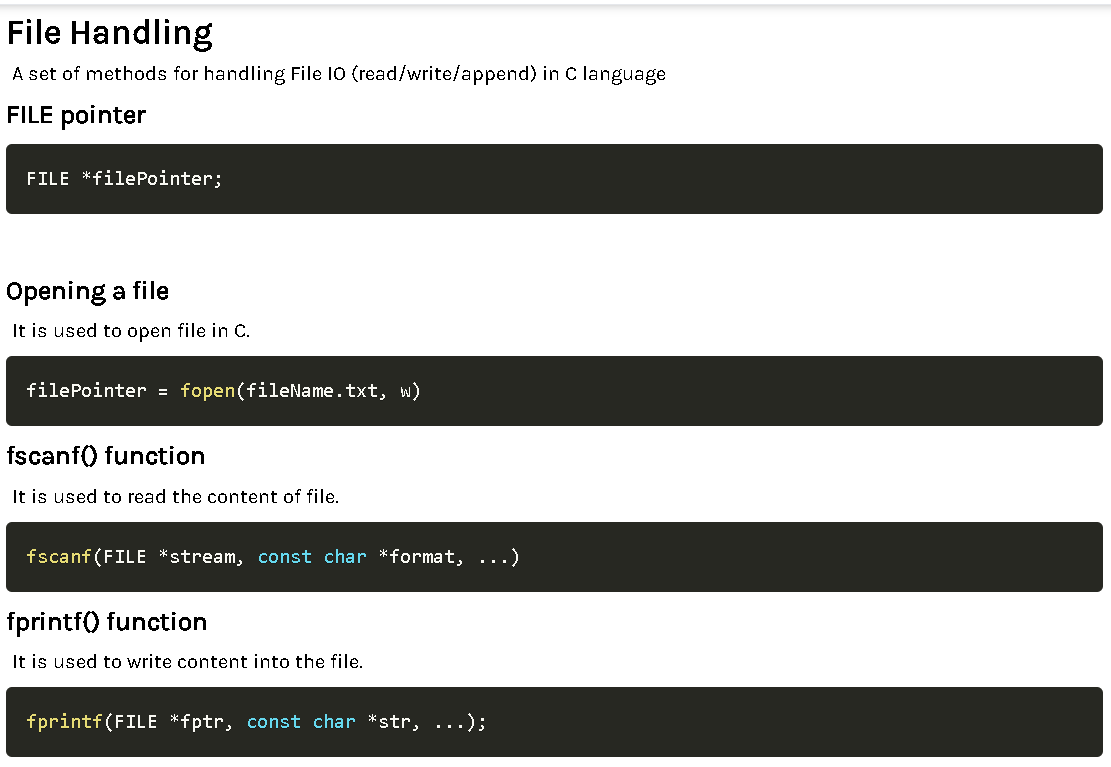 File Handling
A set of methods for handling File IO (read/write/append) in C language
FILE pointer
FILE *filePointer;
Opening a file
It is used to open file in C.
filePointer = fopen(fileName.txt, w)
fscanf() function
It is used to read the content of file.
fscanf(FILE *stream, const char *format, ...)
fprintf() function
It is used to write content into the file.
fprintf(FILE *fptr, const char *str, ...);